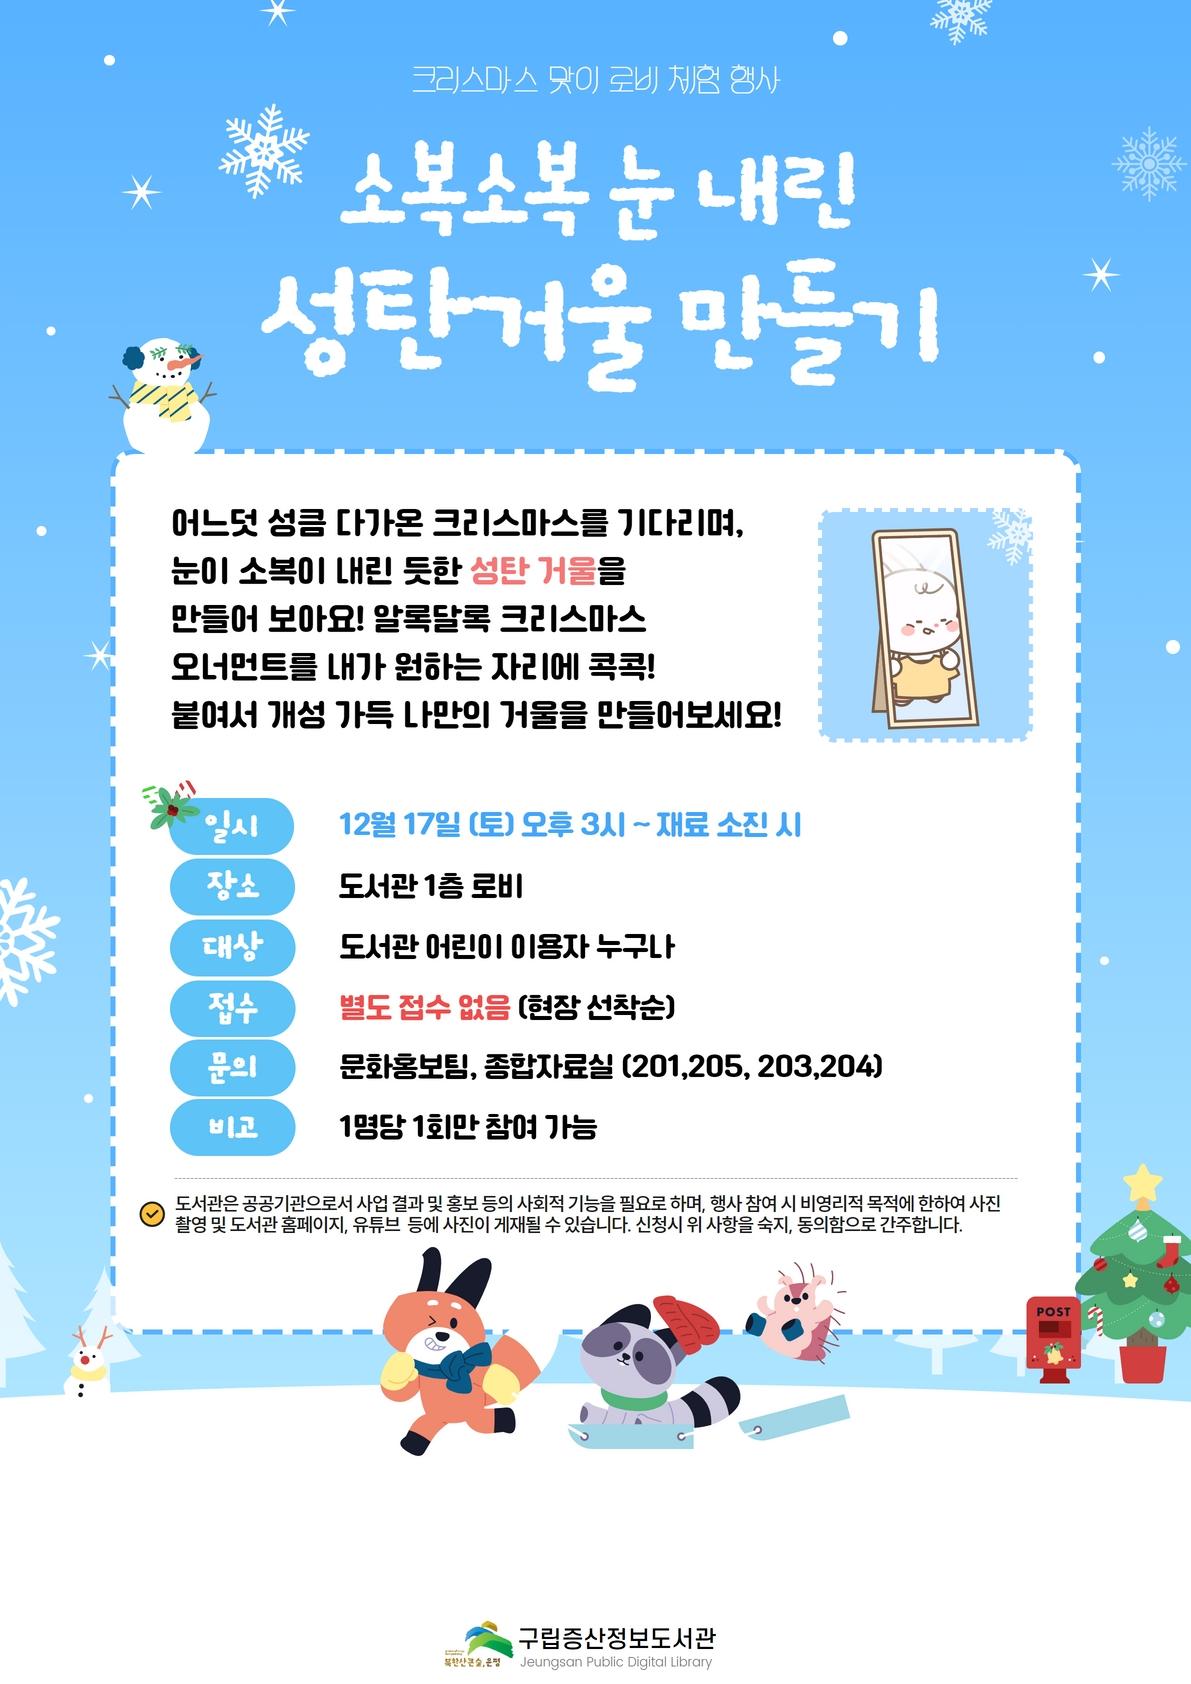 크리스마스 맞이 로비 체험 행사
소복소복 눈 내린
성탄거울 만들기
어느덧 성큼 다가온 크리스마스를 기다리며,
눈이 소복이 내린 듯한 성탄 거울을
만들어 보아요! 알록달록 크리스마스
오너먼트를 내가 원하는 자리에 콕콕!
붙여서 개성 가득 나만의 거울을 만들어보세요!
일시 12월 17일 (토) 오후 3시 ~ 재료 소진 시
장소 도서관 1층 로비
대상 도서관 어린이 이용자 누구나
접수 별도 접수 없음 (현장 선착순)
문의 문화홍보팀, 종합자료실 (201,205, 203,204)
비고 1명당 1회만 참여 가능
도서관은 공공기관으로서 사업 결과 및 홍보 등의 사회적 기능을 필요로 하며, 행사 참여 시 비영리적 목적에 한하여 사진
촬영 및 도서관 홈페이지, 유튜브 등에 사진이 게재될 수 있습니다. 신청시 위 사항을 숙지, 동의함으로 간주합니다.
POST
북한산큰숲,은평
구립증산정보도서관
Jeungsan Public Digital Library